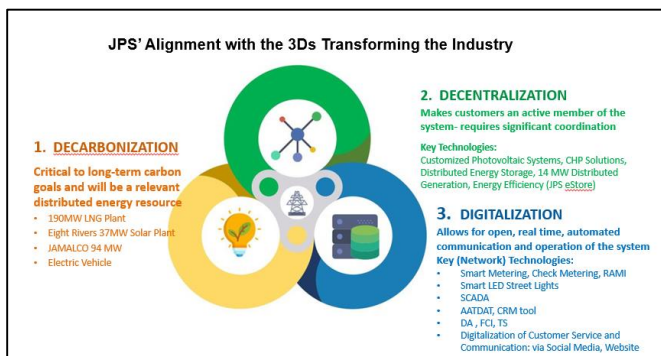 JPS' Alignment with the 3Ds Transforming the Industry
1. DECARBONIZATION
Critical to long-term carbon
goals and will be a relevant
distributed energy resource
• 190MW LNG Plant
• Eight Rivers 37MW Solar Plant
• JAMALCO 94 MW
• Electric Vehicle
2. DECENTRALIZATION
Makes customers an active member of the
system- requires significant coordination
Key Technologies:
Customized Photovoltaic Systems, CHP Solutions,
Distributed Energy Storage, 14 MW Distributed
Generation, Energy Efficiency (JPS eStore)
3. DIGITALIZATION
Allows for open, real time, automated
communication and operation of the system
Key (Network) Technologies:
• Smart Metering, Check Metering, RAMI
• Smart LED Street Lights
• SCADA
• AATDAT, CRM tool
• DA , FCI, TS
• Digitalization of Customer Service and
Communication: via Social Media, Website